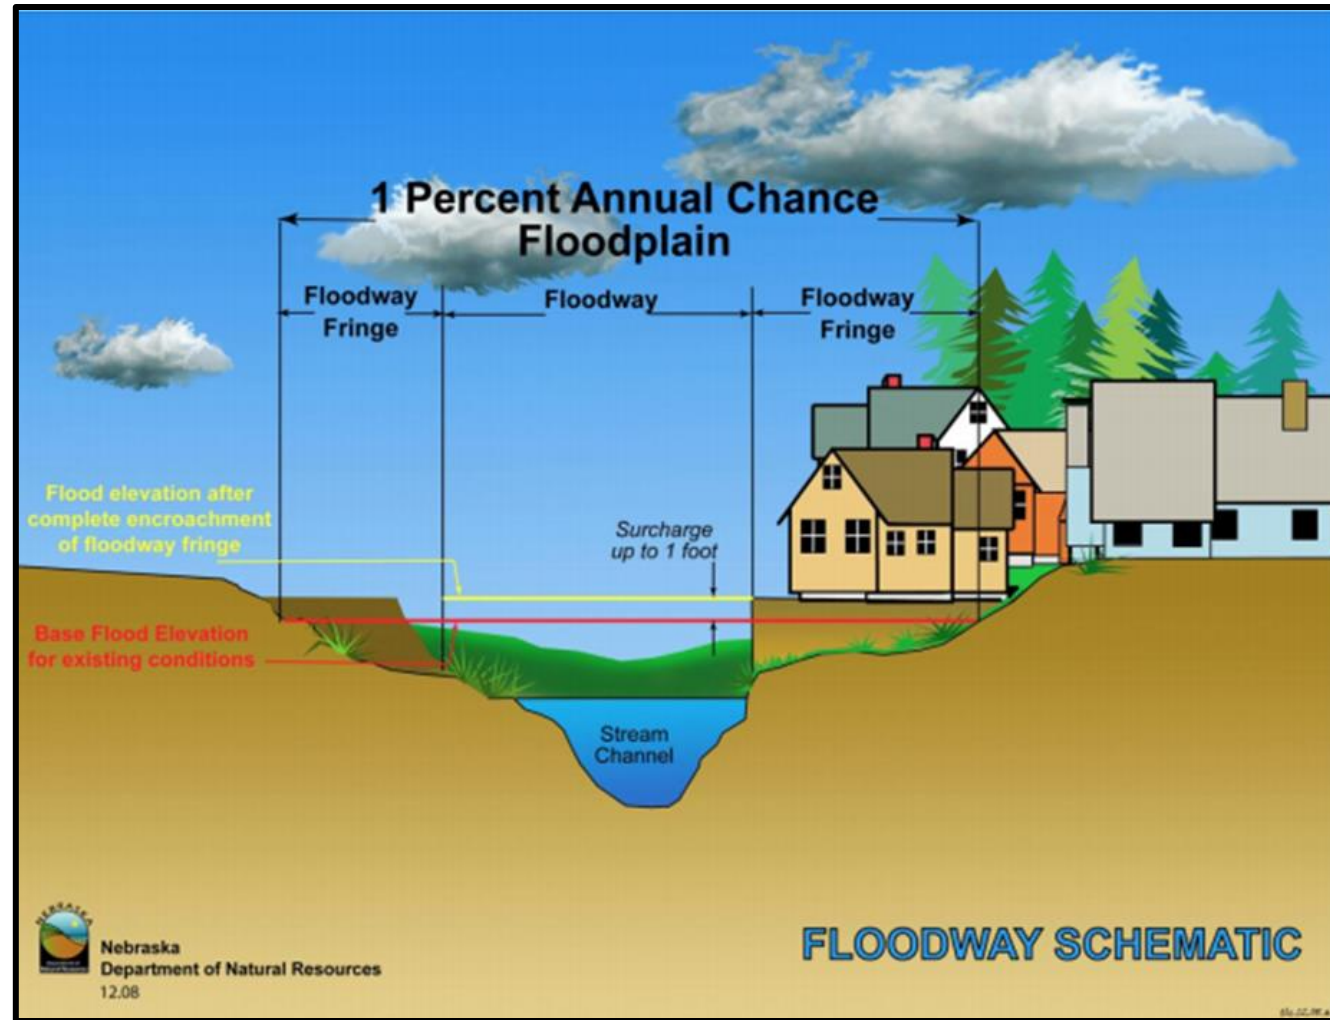 1 Percent Annual Chance
Floodplain
Floodway
Fringe
Floodway
Floodway
Fringe
Flood elevation after
complete encroachment
of floodway fringe
Surcharge
up to 1 foot
Base Flood Elevation
for existing conditions
Stream
Channel
NEBRASKA
Nebraska
Department of Natural Resources
12.08
FLOODWAY SCHEMATIC